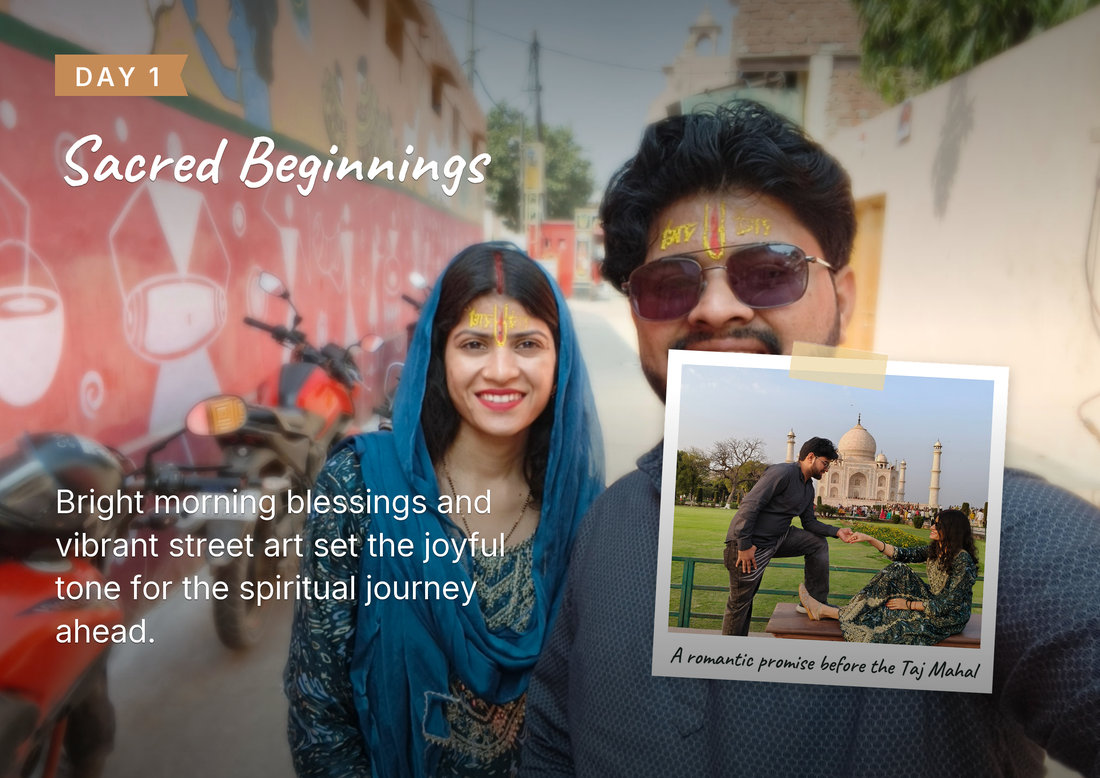 DAY 1
Sacred Beginnings
Bright morning blessings and
vibrant street art set the joyful
tone for the spiritual journey
ahead.
A romantic promise before the Taj Mahal